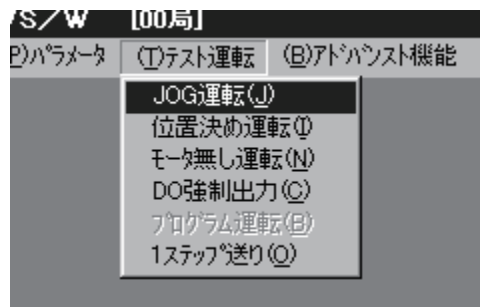 /S／W [00局]
P)ﾊﾟﾗﾒｰﾀ (T)ﾃｽﾄ運転 (B)ｱﾄﾞﾊﾞﾝｽﾄ機能
JOG運転(J)
位置決め運転(I)
ﾓｰﾀ無し運転(N)
DO強制出力(C)
ﾌﾟﾛｸﾞﾗﾑ運転(B)
1ｽﾃｯﾌﾟ送り(O)